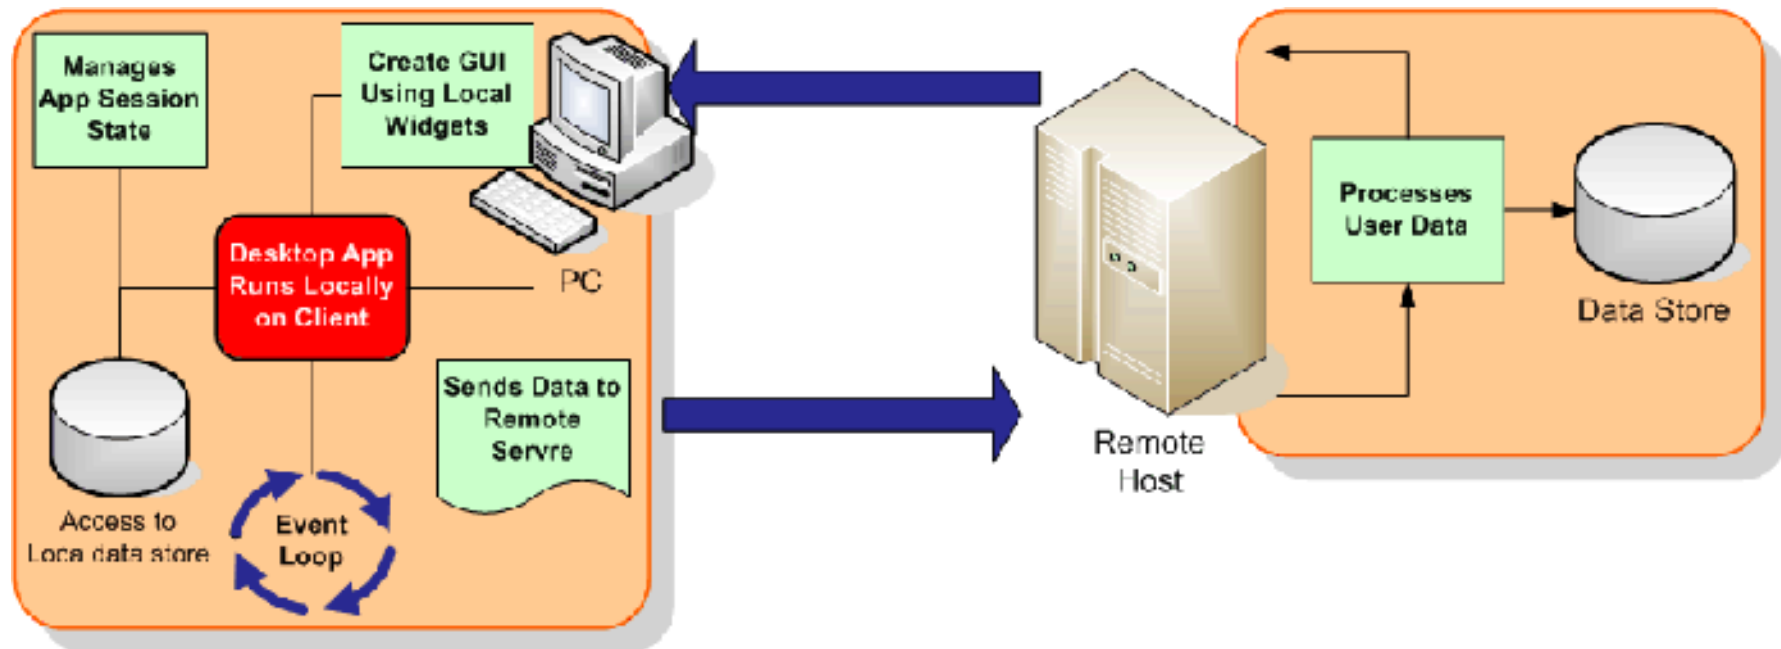 Manages
App Session
State
Create GUI
Using Local
Widgets
Desktop App
Runs Locally
on Client
PC
Sends Data to
Remote
Servre
Access to
Loca data store
Event
Loop
Remote
Host
Processes
User Data
Data Store